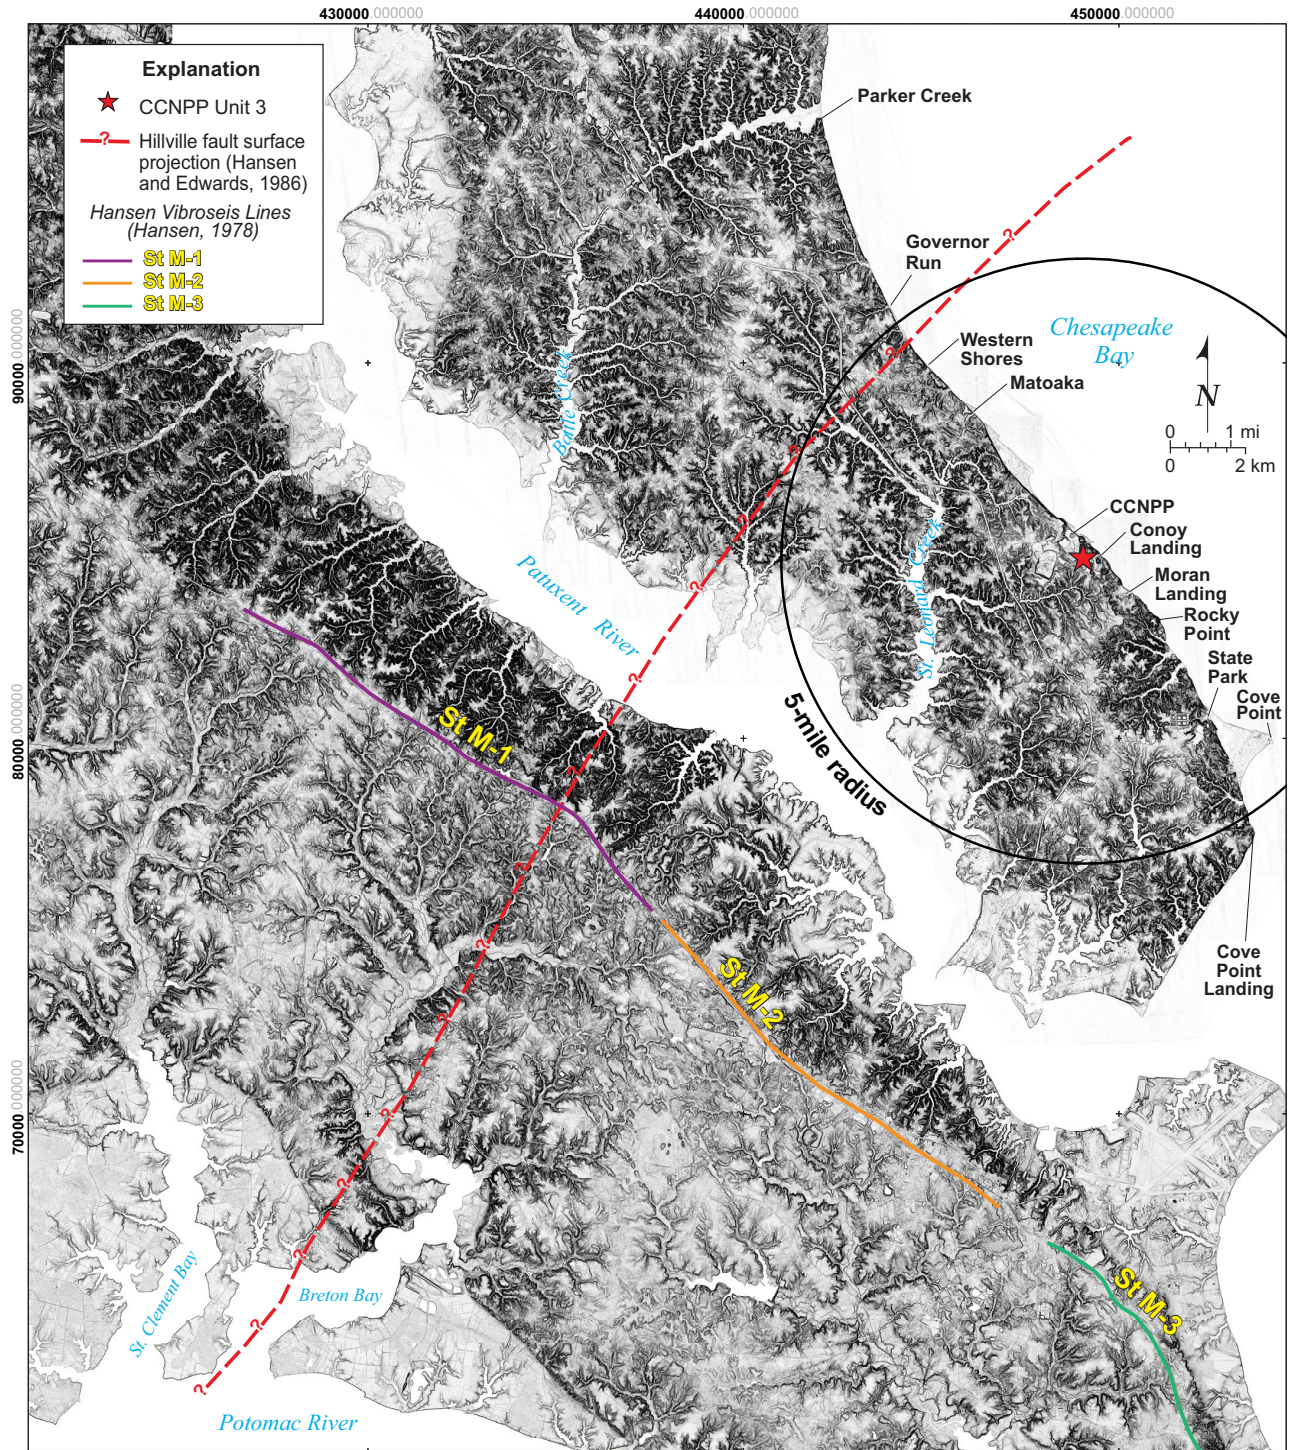 430000.000000
440000.000000
450000.000000
Explanation
CCNPP Unit 3
?
Hillville fault surface
projection (Hansen
and Edwards, 1986)
Hansen Vibroseis Lines
(Hansen, 1978)
St M-1
St M-2
St M-3
Parker Creek
?
Governor
Run
Chesapeake
Bay
Western
Shores
?
Matoaka
N
0 1 mi
0 2 km
90000.000000
Battle Creek
?
CCNPP
Conoy
Landing
?
St. Leonard Creek
Patuxent River
?
Moran
Landing
Rocky
Point
State
Park
Cove
Point
?
5-mile radius
80000.000000
St M-1
?
?
?
St M-2
Cove
Point
Landing
?
70000.000000
?
?
?
St. Clement Bay
Breton Bay
?
St M-3
?
Potomac River